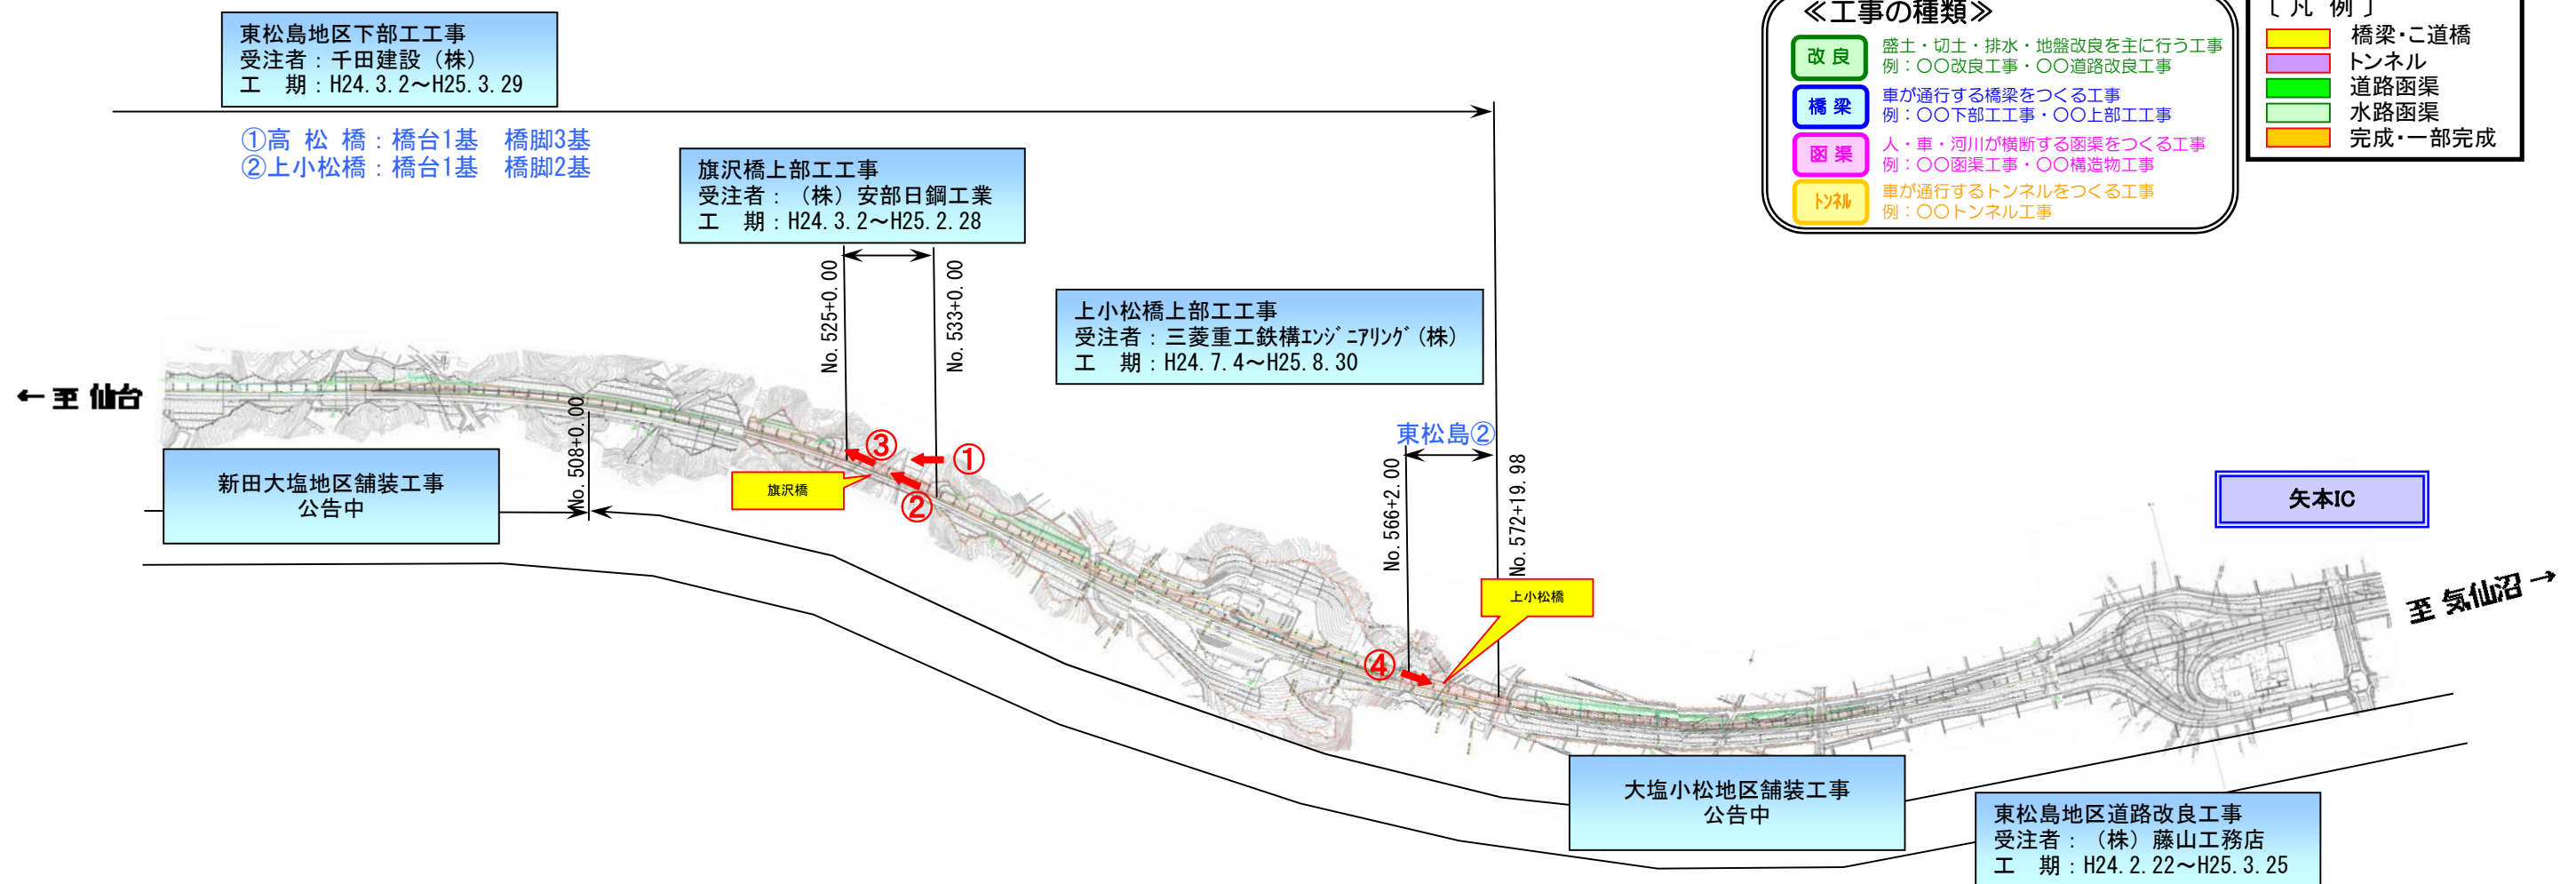 東松島地区下部工工事
受注者：千田建設（株）
工　期：H24.3.2～H25.3.29
①高 松 橋：橋台1基　橋脚3基
②上小松橋：橋台1基　橋脚2基
旗沢橋上部工工事
受注者：（株）安部日鋼工業
工　期：H24.3.2～H25.2.28
上小松橋上部工工事
受注者：三菱重工鉄構ｴﾝｼﾞﾆｱﾘﾝｸﾞ（株）
工　期：H24.7.4～H25.8.30
≪工事の種類≫
改良
盛土・切土・排水・地盤改良を主に行う工事
例：〇〇改良工事・〇〇道路改良工事
橋梁
車が通行する橋梁をつくる工事
例：〇〇下部工工事・〇〇上部工工事
函渠
人・車・河川が横断する函渠をつくる工事
例：〇〇函渠工事・〇〇構造物工事
ﾄﾝﾈﾙ
車が通行するトンネルをつくる工事
例：〇〇トンネル工事
〔 凡 例 〕
橋梁・こ道橋
トンネル
道路函渠
水路函渠
完成・一部完成
←至 仙台
No.508+0.00
No.525+0.00
No.533+0.00
No.566+2.00
No.572+19.98
東松島②
③
①
②
④
旗沢橋
上小松橋
新田大塩地区舗装工事
公告中
矢本IC
至 気仙沼→
大塩小松地区舗装工事
公告中
東松島地区道路改良工事
受注者：（株）藤山工務店
工　期：H24.2.22～H25.3.25